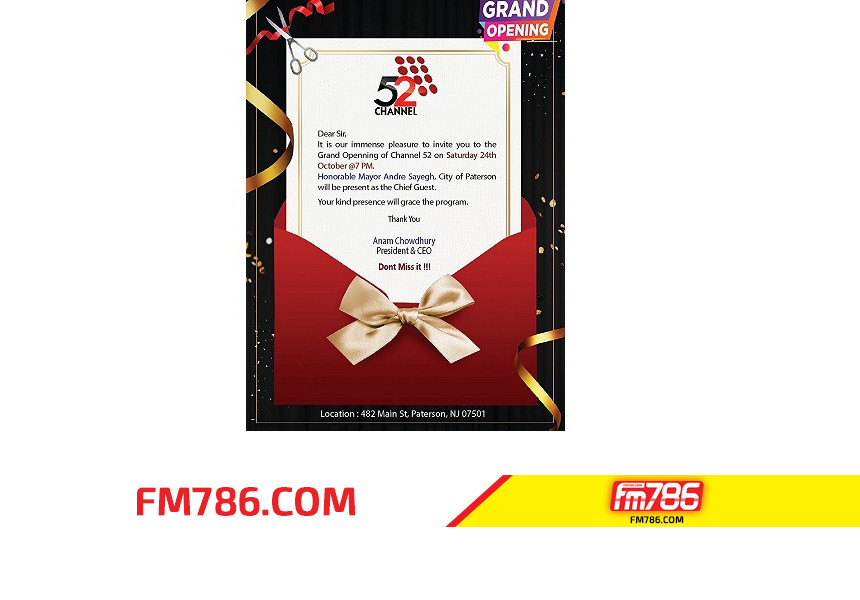 GRAND
OPENING
52
CHANNEL
Dear Sir,
It is our immense pleasure to invite you to the
Grand Openning of Channel 52 on Saturday 24th
October @7 PM.
Honorable Mayor Andre Sayegh, City of Paterson
will be present as the Chief Guest.
Your kind presence will grace the program.
Thank You
Anam Chowdhury
President & CEO
Dont Miss it !!!
Location : 482 Main St, Paterson, NJ 07501
FM786.COM
fm786
FM786.COM